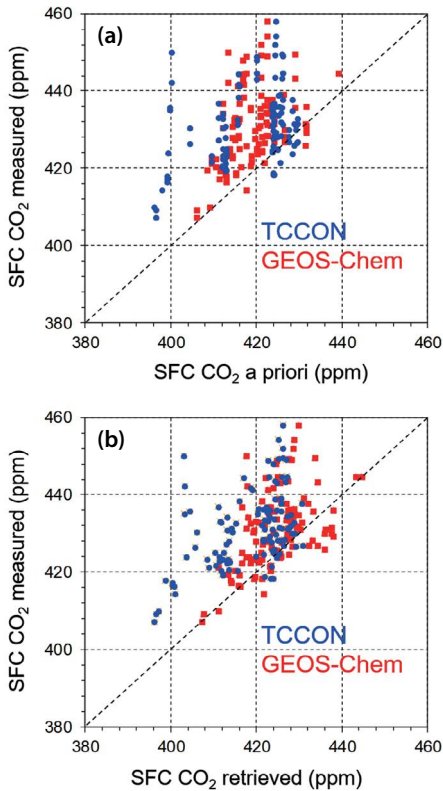 (a)
SFC CO₂ measured (ppm)
460
440
420
400
380
TCCON
GEOS-Chem
380 400 420 440 460
SFC CO₂ a priori (ppm)
(b)
SFC CO₂ measured (ppm)
460
440
420
400
380
TCCON
GEOS-Chem
380 400 420 440 460
SFC CO₂ retrieved (ppm)